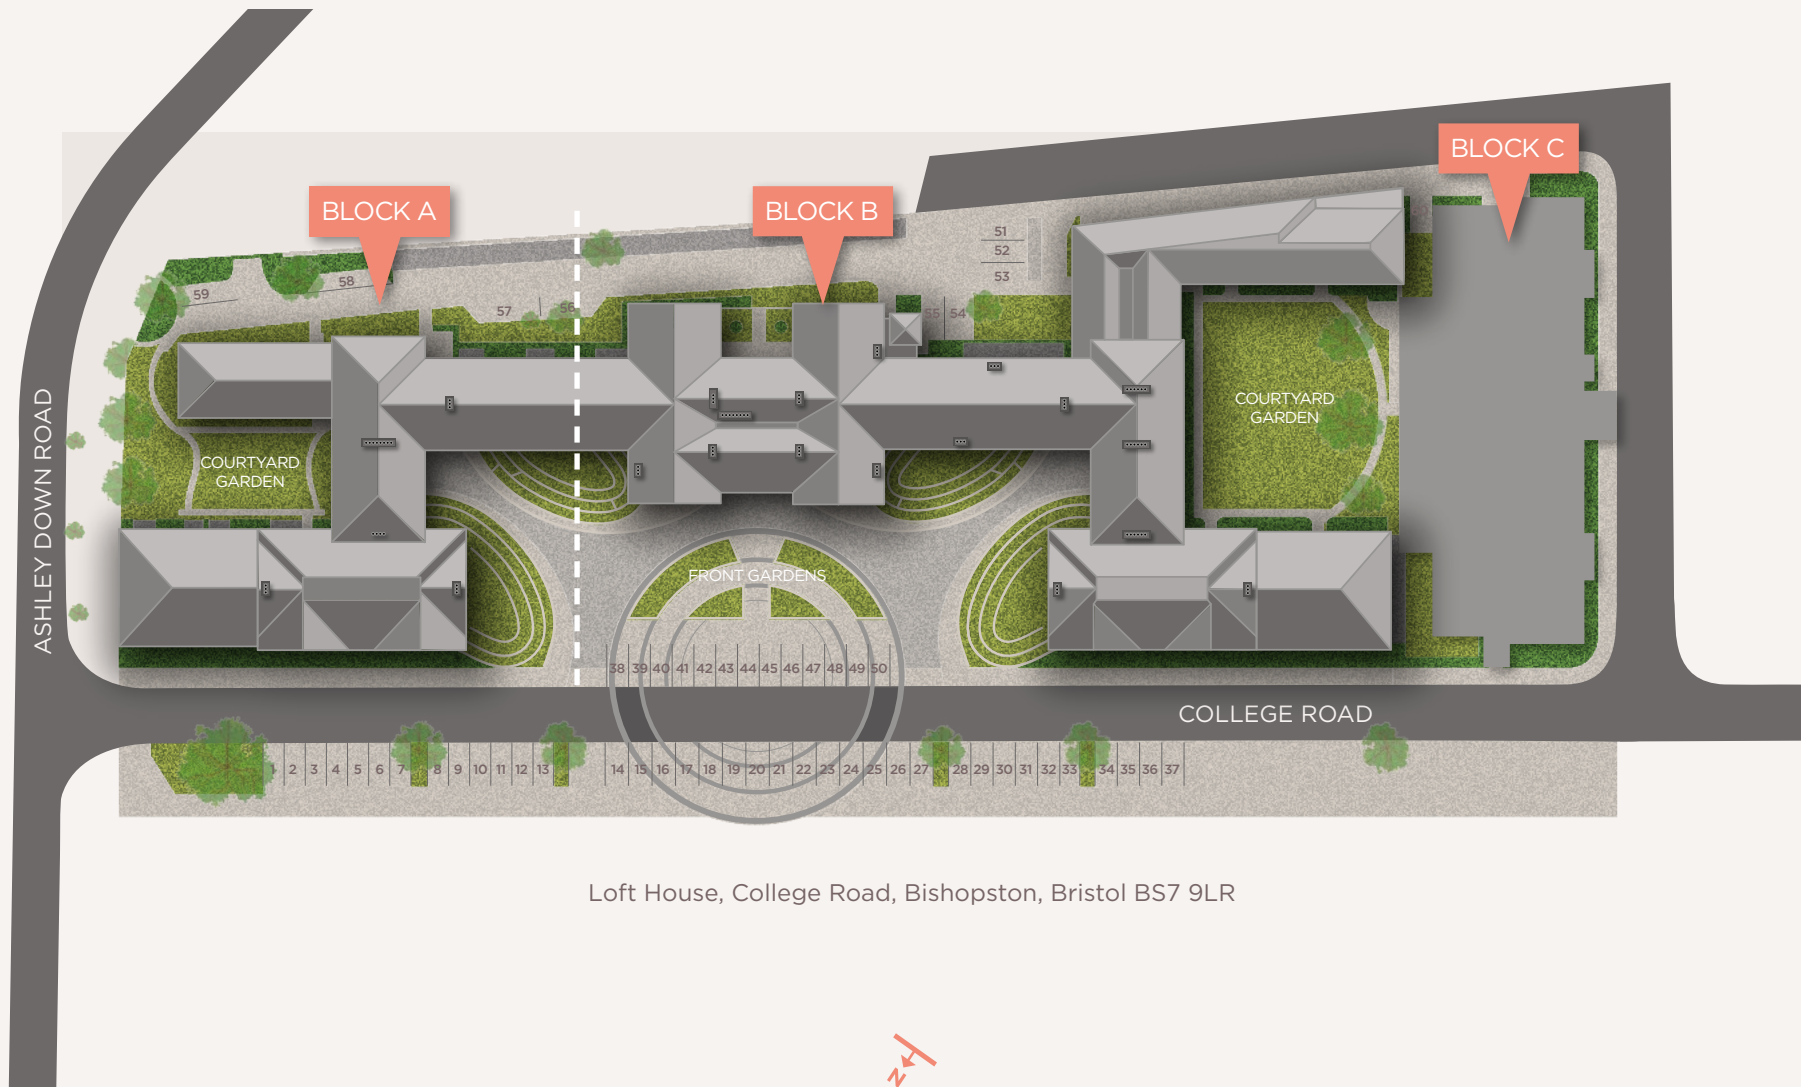 BLOCK C
BLOCK A
BLOCK B
51
52
53
59
58
57
56
55
54
COURTYARD
GARDEN
COURTYARD
GARDEN
ASHLEY DOWN ROAD
FRONT GARDENS
38 39 40 41 42 43 44 45 46 47 48 49 50
COLLEGE ROAD
1 2 3 4 5 6 7 8 9 10 11 12 13 14 15 16 17 18 19 20 21 22 23 24 25 26 27 28 29 30 31 32 33 34 35 36 37
Loft House, College Road, Bishopston, Bristol BS7 9LR
N